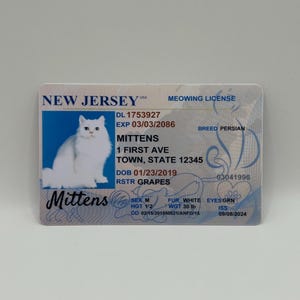 NEW JERSEY USA MEOWING LICENSE
DL 1753927
EXP 03/03/2086
BREED PERSIAN
MITTENS
1 FIRST AVE
TOWN, STATE 12345
DOB 01/23/2019
RSTR GRAPES
03041996
Mittens
SEX M FUR WHITE EYES GRN
HGT 1'2 WGT 30 lb ISS
09/08/2024